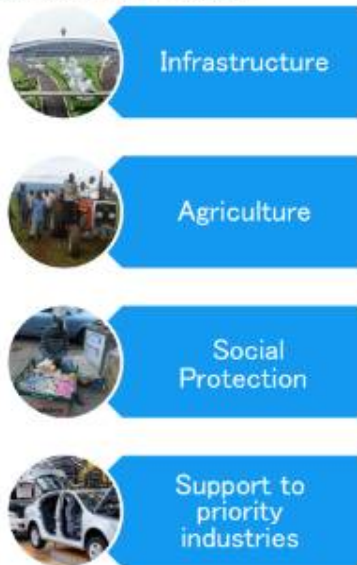 Infrastructure
Agriculture
Social
Protection
Support to
priority
industries